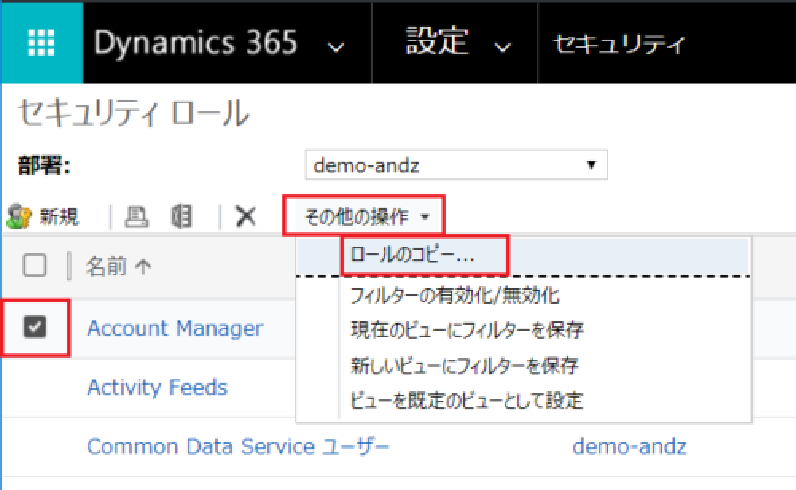 Dynamics 365 設定 セキュリティ
セキュリティ ロール
部署: demo-andz
新規 その他の操作
ロールのコピー...
名前
フィルターの有効化/無効化
Account Manager 現在のビューにフィルターを保存
新しいビューにフィルターを保存
Activity Feeds ビューを既定のビューとして設定
Common Data Service ユーザー demo-andz